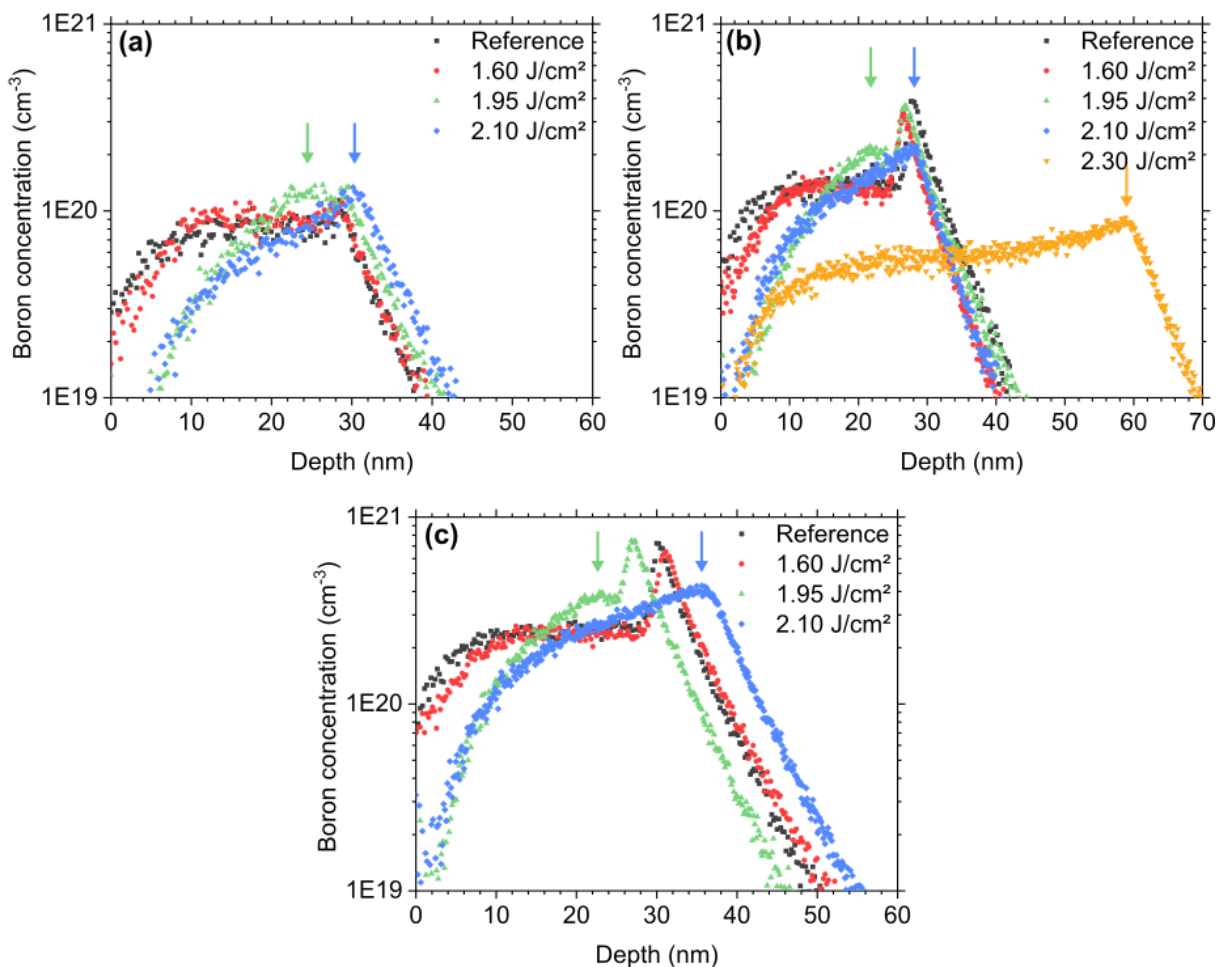 (a)
Reference
1.60 J/cm²
1.95 J/cm²
2.10 J/cm²
1E21
1E20
1E19
Boron concentration (cm⁻³)
0 10 20 30 40 50 60
Depth (nm)
(b)
Reference
1.60 J/cm²
1.95 J/cm²
2.10 J/cm²
2.30 J/cm²
1E21
1E20
1E19
Boron concentration (cm⁻³)
0 10 20 30 40 50 60 70
Depth (nm)
(c)
Reference
1.60 J/cm²
1.95 J/cm²
2.10 J/cm²
1E21
1E20
1E19
Boron concentration (cm⁻³)
0 10 20 30 40 50 60
Depth (nm)